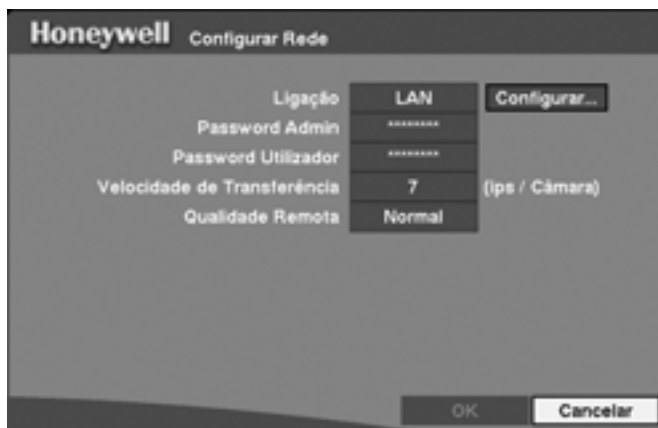 Honeywell Configurar Rede
Ligação LAN Configurar...
Password Admin ********
Password Utilizador ********
Velocidade de Transferência 7 (ips / Câmara)
Qualidade Remota Normal
OK Cancelar